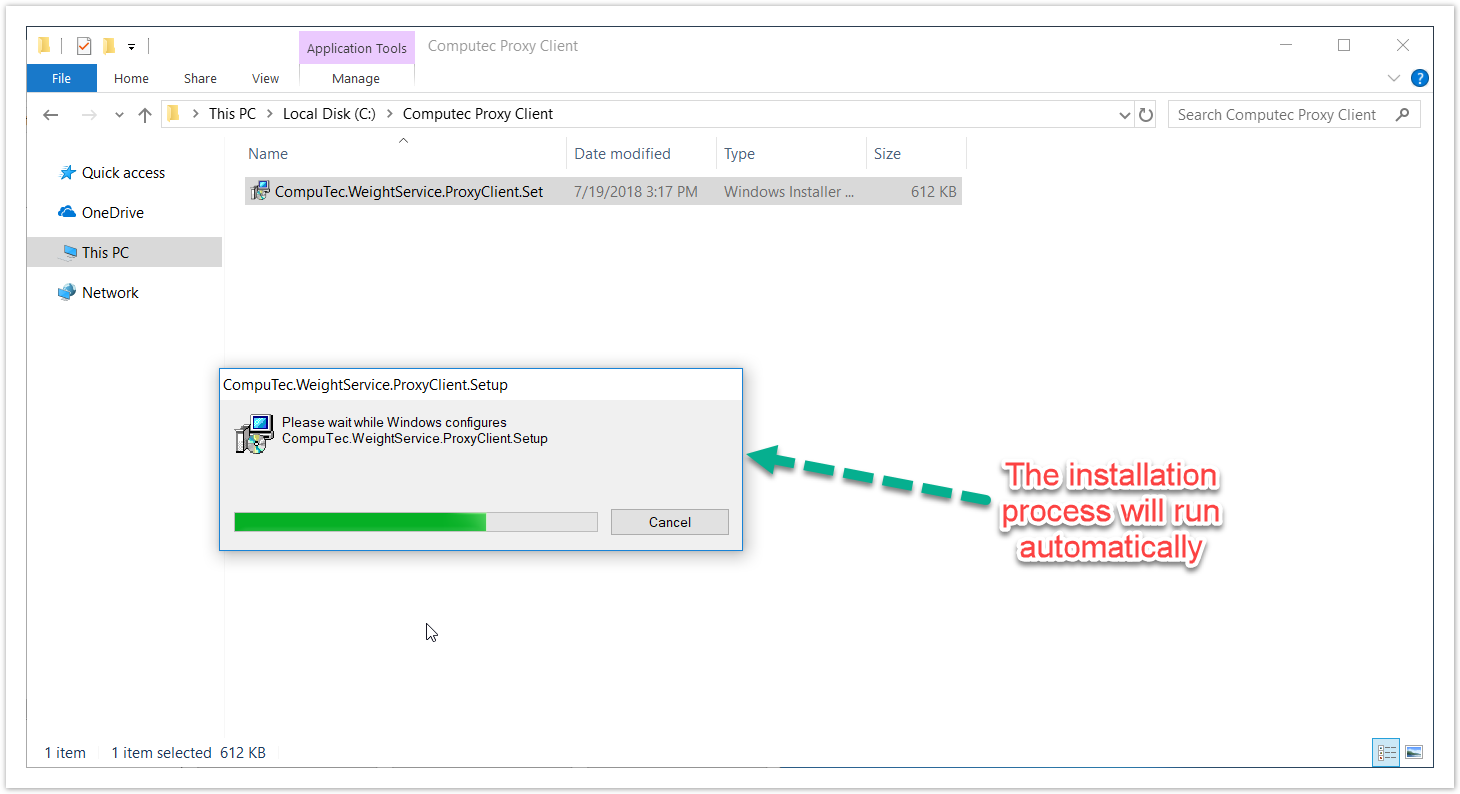 Application Tools
Computec Proxy Client
File
Home
Share
View
Manage
?
This PC > Local Disk (C:) > Computec Proxy Client
Search Computec Proxy Client
Name
Date modified
Type
Size
Quick access
OneDrive
This PC
Network
CompuTec.WeightService.ProxyClient.Set
7/19/2018 3:17 PM
Windows Installer ...
612 KB
CompuTec.WeightService.ProxyClient.Setup
Please wait while Windows configures
CompuTec.WeightService.ProxyClient.Setup
Cancel
The installation
process will run
automatically
1 item
1 item selected 612 KB